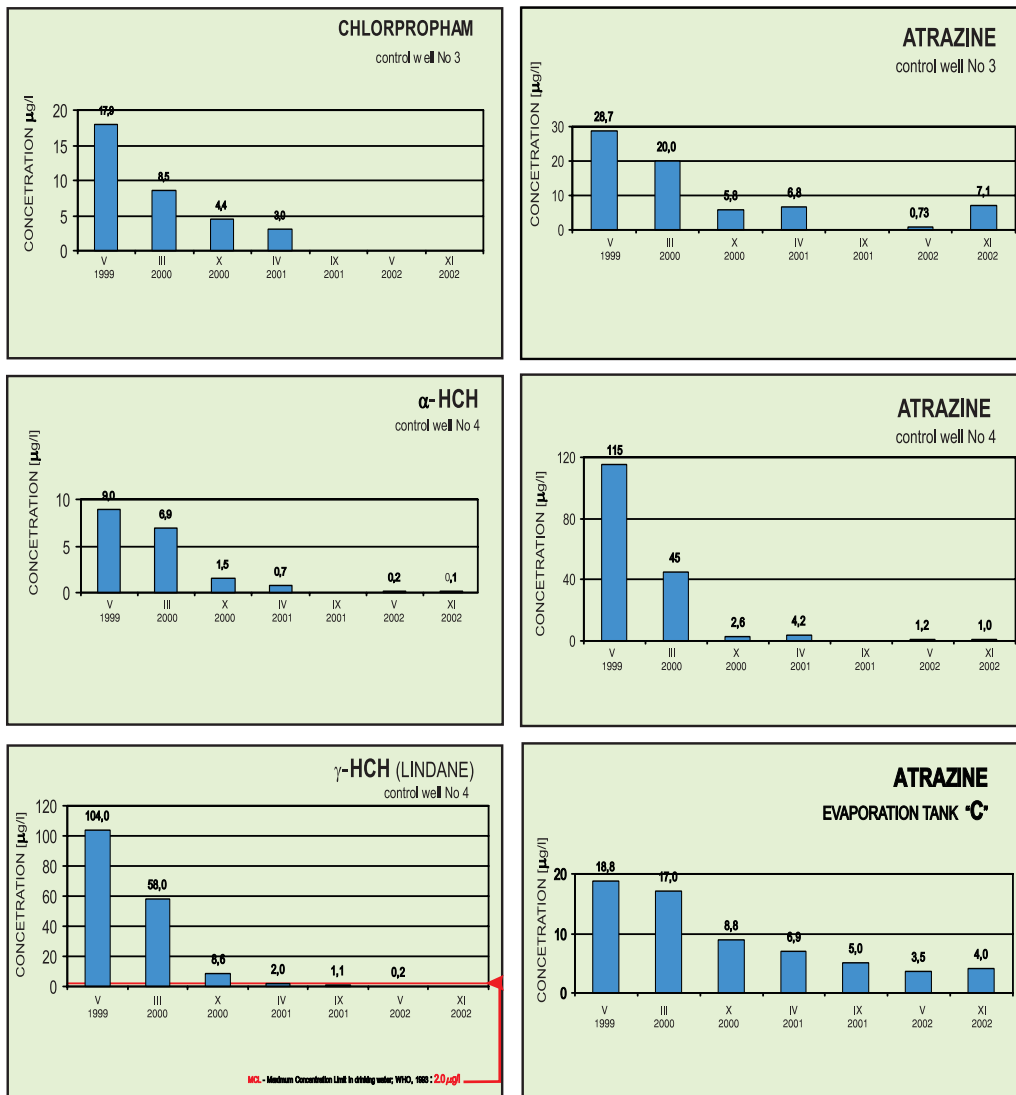 CHLORPROPHAM
control well No 3
CONCETRATION µg/l
20
15
10
5
0
17,9
8,5
4,4
3,0
V III X IV IX V XI
1999 2000 2000 2001 2001 2002 2002
ATRAZINE
control well No 3
CONCETRATION [µg/l]
30
20
10
0
28,7
20,0
5,8
6,8
0,73
7,1
V III X IV IX V XI
1999 2000 2000 2001 2001 2002 2002
α-HCH
control well No 4
CONCETRATION [µg/l]
10
5
0
9,0
6,9
1,5
0,7
0,2
0,1
V III X IV IX V XI
1999 2000 2000 2001 2001 2002 2002
ATRAZINE
control well No 4
CONCETRATION [µg/l]
120
80
40
0
115
45
2,6
4,2
1,2
1,0
V III X IV IX V XI
1999 2000 2000 2001 2001 2002 2002
γ-HCH (LINDANE)
control well No 4
CONCETRATION [µg/l]
120
100
80
60
40
20
0
104,0
58,0
8,6
2,0
1,1
0,2
V III X IV IX V XI
1999 2000 2000 2001 2001 2002 2002
MCL - Maximum Concentration Limit in drinking water; WHO, 1993 : 2.0 µg/l
ATRAZINE
EVAPORATION TANK "C"
CONCETRATION [µg/l]
20
10
0
18,8
17,0
8,8
6,9
5,0
3,5
4,0
V III X IV IX V XI
1999 2000 2000 2001 2001 2002 2002